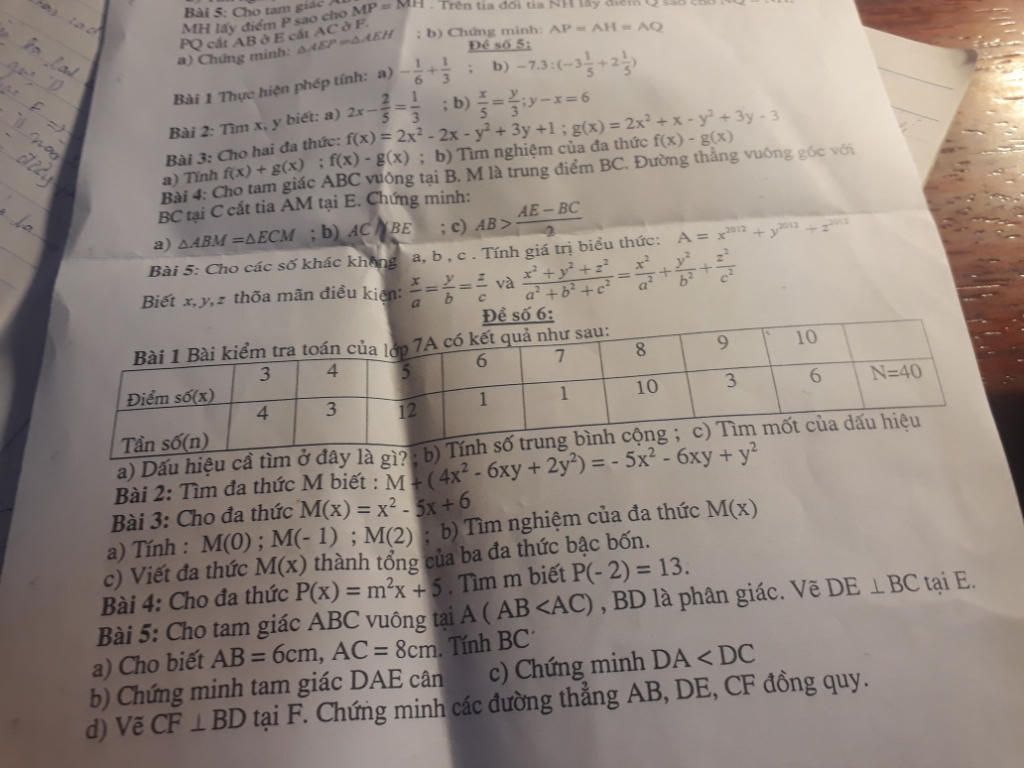 Bài 5: Cho tam giác
MH lấy điểm P sao cho MP = MH . Trên tia đối tia NH lấy điểm Q sao cho NQ = NH.
PQ cắt AB ở E cắt AC ở F.
a) Chứng minh: △AEP = △AEH ; b) Chứng minh: AP = AH = AQ
Đề số 5:
Bài 1 Thực hiện phép tính: a) -1/6 + 1/3 ; b) -7.3:(-3 1/5 + 2 1/5)
Bài 2: Tìm x, y biết: a) 2x - 2/5 = 1/3 ; b) x/5 = y/3; y - x = 6
Bài 3: Cho hai đa thức: f(x) = 2x² - 2x - y² + 3y +1 ; g(x) = 2x² + x - y² + 3y - 3
a) Tính f(x) + g(x) ; f(x) - g(x) ; b) Tìm nghiệm của đa thức f(x) - g(x)
Bài 4: Cho tam giác ABC vuông tại B. M là trung điểm BC. Đường thẳng vuông góc với
BC tại C cắt tia AM tại E. Chứng minh:
a) △ABM = △ECM ; b) AC // BE ; c) AB > (AE - BC)/2
Bài 5: Cho các số khác không a, b , c . Tính giá trị biểu thức: A = x²⁰¹² + y²⁰¹² + z²⁰¹²
Biết x, y, z thõa mãn điều kiện: x/a = y/b = z/c và (x² + y² + z²)/(a² + b² + c²) = x²/a² + y²/b² + z²/c²
Đề số 6:
Bài 1 Bài kiểm tra toán của lớp 7A có kết quả như sau:
Điểm số(x) 3 4 5 6 7 8 9 10
Tần số(n) 4 3 12 1 1 10 3 6 N=40
a) Dấu hiệu cầ tìm ở đây là gì? ; b) Tính số trung bình cộng ; c) Tìm mốt của dấu hiệu
Bài 2: Tìm đa thức M biết : M + ( 4x² - 6xy + 2y²) = - 5x² - 6xy + y²
Bài 3: Cho đa thức M(x) = x² - 5x + 6
a) Tính : M(0) ; M(- 1) ; M(2) ; b) Tìm nghiệm của đa thức M(x)
c) Viết đa thức M(x) thành tổng của ba đa thức bậc bốn.
Bài 4: Cho đa thức P(x) = m²x + 5 . Tìm m biết P(- 2) = 13.
Bài 5: Cho tam giác ABC vuông tại A ( AB <AC) , BD là phân giác. Vẽ DE ⊥ BC tại E.
a) Cho biết AB = 6cm, AC = 8cm. Tính BC
b) Chứng minh tam giác DAE cân c) Chứng minh DA < DC
d) Vẽ CF ⊥ BD tại F. Chứng minh các đường thẳng AB, DE, CF đồng quy.